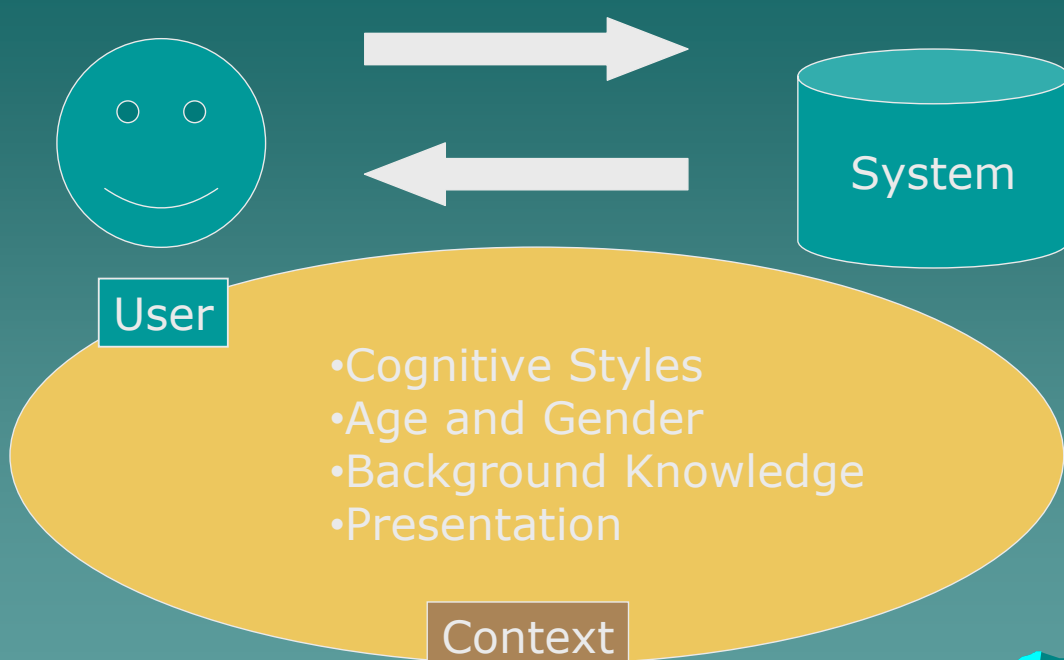 System
User
•Cognitive Styles
•Age and Gender
•Background Knowledge
•Presentation
Context